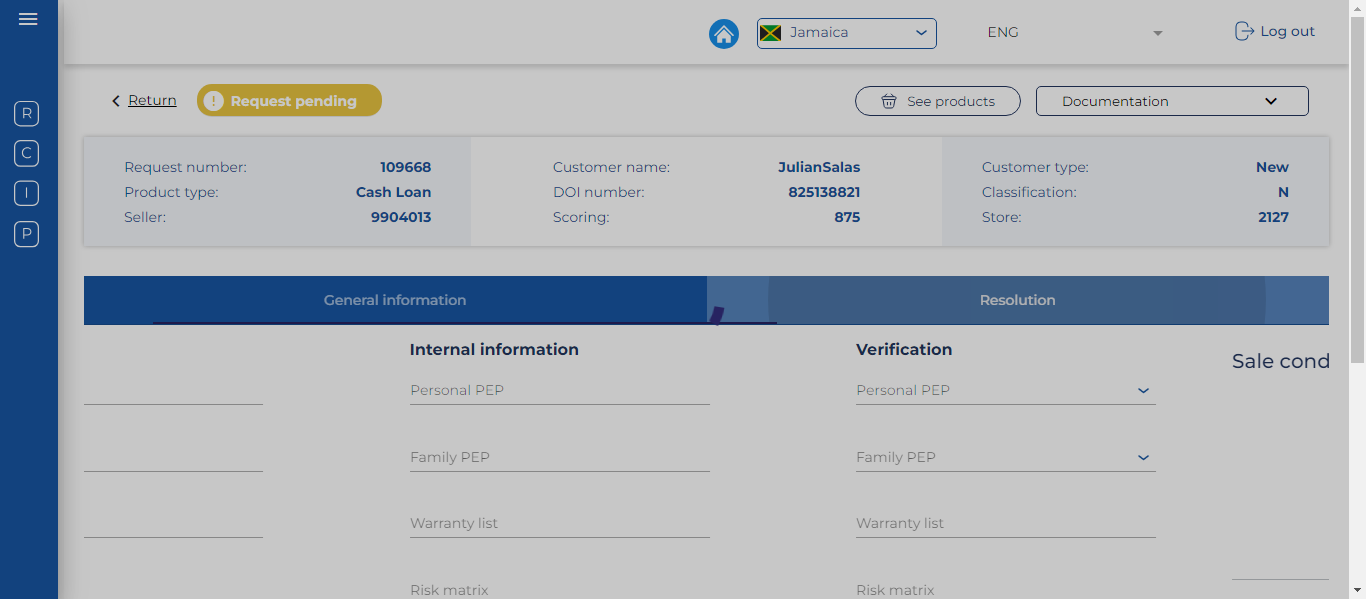 Jamaica
ENG
Log out
R
C
I
P
Return
! Request pending
See products
Documentation
Request number: 109668
Product type: Cash Loan
Seller: 9904013
Customer name: JulianSalas
DOI number: 825138821
Scoring: 875
Customer type: New
Classification: N
Store: 2127
General information
Resolution
Internal information
Personal PEP
Family PEP
Warranty list
Risk matrix
Verification
Personal PEP
Family PEP
Warranty list
Risk matrix
Sale cond